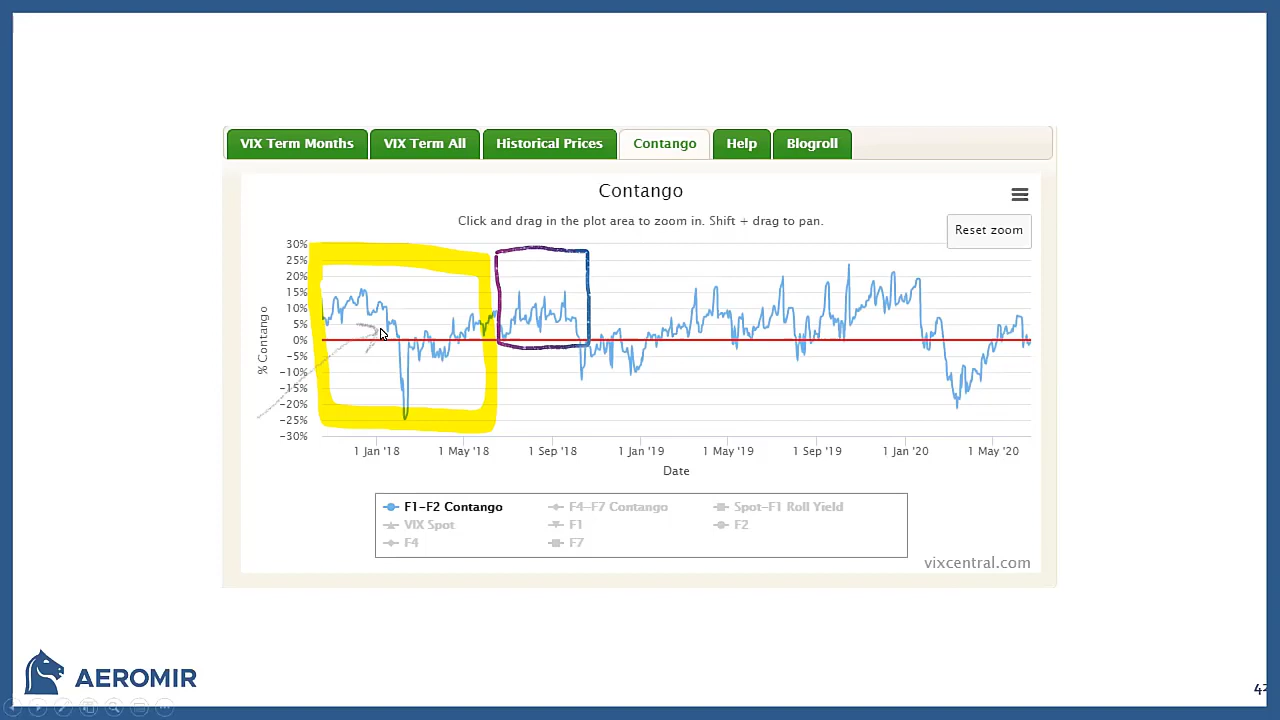 VIX Term Months VIX Term All Historical Prices Contango Help Blogroll
Contango
Click and drag in the plot area to zoom in. Shift + drag to pan.
Reset zoom
30%
25%
20%
15%
10%
5%
0%
−5%
−10%
−15%
−20%
−25%
−30%
% Contango
1 Jan '18 1 May '18 1 Sep '18 1 Jan '19 1 May '19 1 Sep '19 1 Jan '20 1 May '20
Date
F1−F2 Contango F4−F7 Contango Spot−F1 Roll Yield
VIX Spot F1 F2
F4 F7
vixcentral.com
AEROMIR
42